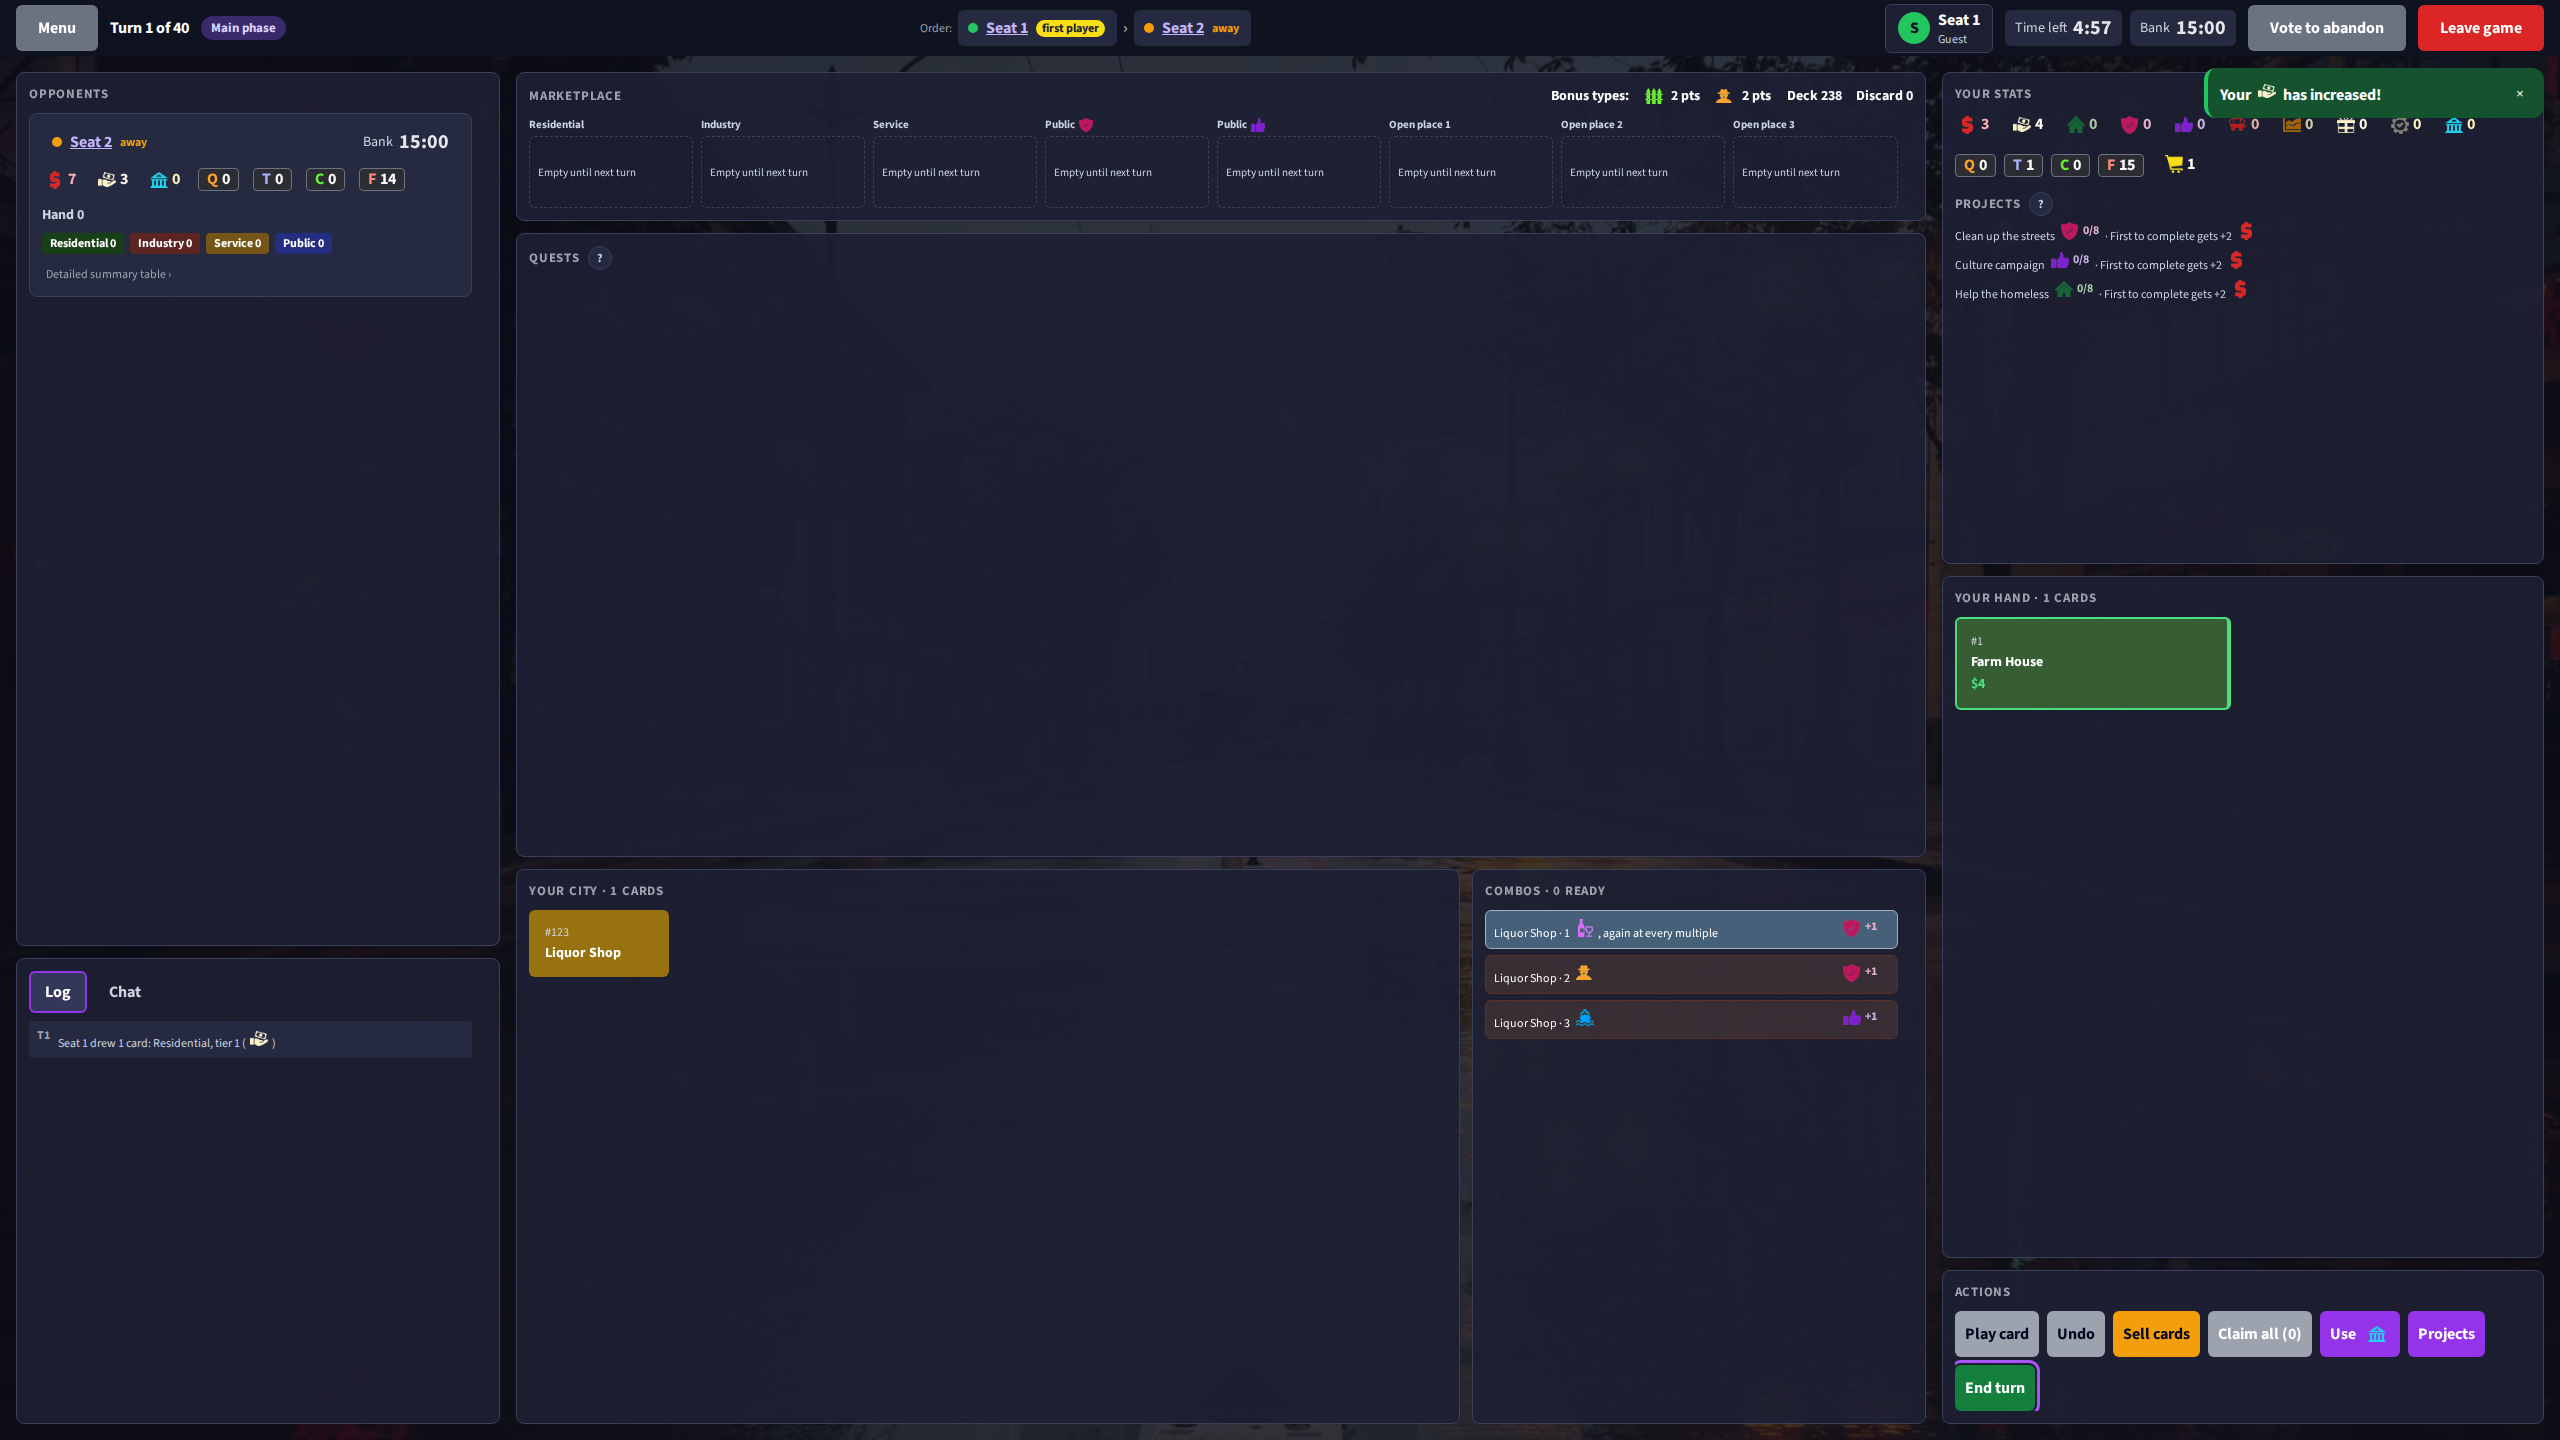 Menu
Turn 1 of 40
Main phase
Order:
Seat 1 first player
›
Seat 2 away
S
Seat 1
Guest
Time left 4:57
Bank 15:00
Vote to abandon
Leave game
OPPONENTS
Seat 2 away
Bank 15:00
7 3 0 Q 0 T 0 C 0 F 14
Hand 0
Residential 0 Industry 0 Service 0 Public 0
Detailed summary table ›
Log
Chat
T1 Seat 1 drew 1 card: Residential, tier 1 ( )
MARKETPLACE
Bonus types: 2 pts 2 pts Deck 238 Discard 0
Residential Industry Service Public Public Open place 1 Open place 2 Open place 3
Empty until next turn Empty until next turn Empty until next turn Empty until next turn Empty until next turn Empty until next turn Empty until next turn Empty until next turn
QUESTS ?
YOUR CITY · 1 CARDS
#123
Liquor Shop
COMBOS · 0 READY
Liquor Shop · 1 , again at every multiple +1
Liquor Shop · 2 +1
Liquor Shop · 3 +1
YOUR STATS
Your has increased! ×
3 4 0 0 0 0 0 0 0 0
Q 0 T 1 C 0 F 15 1
PROJECTS ?
Clean up the streets 0/8 · First to complete gets +2
Culture campaign 0/8 · First to complete gets +2
Help the homeless 0/8 · First to complete gets +2
YOUR HAND · 1 CARDS
#1
Farm House
$4
ACTIONS
Play card
Undo
Sell cards
Claim all (0)
Use
Projects
End turn